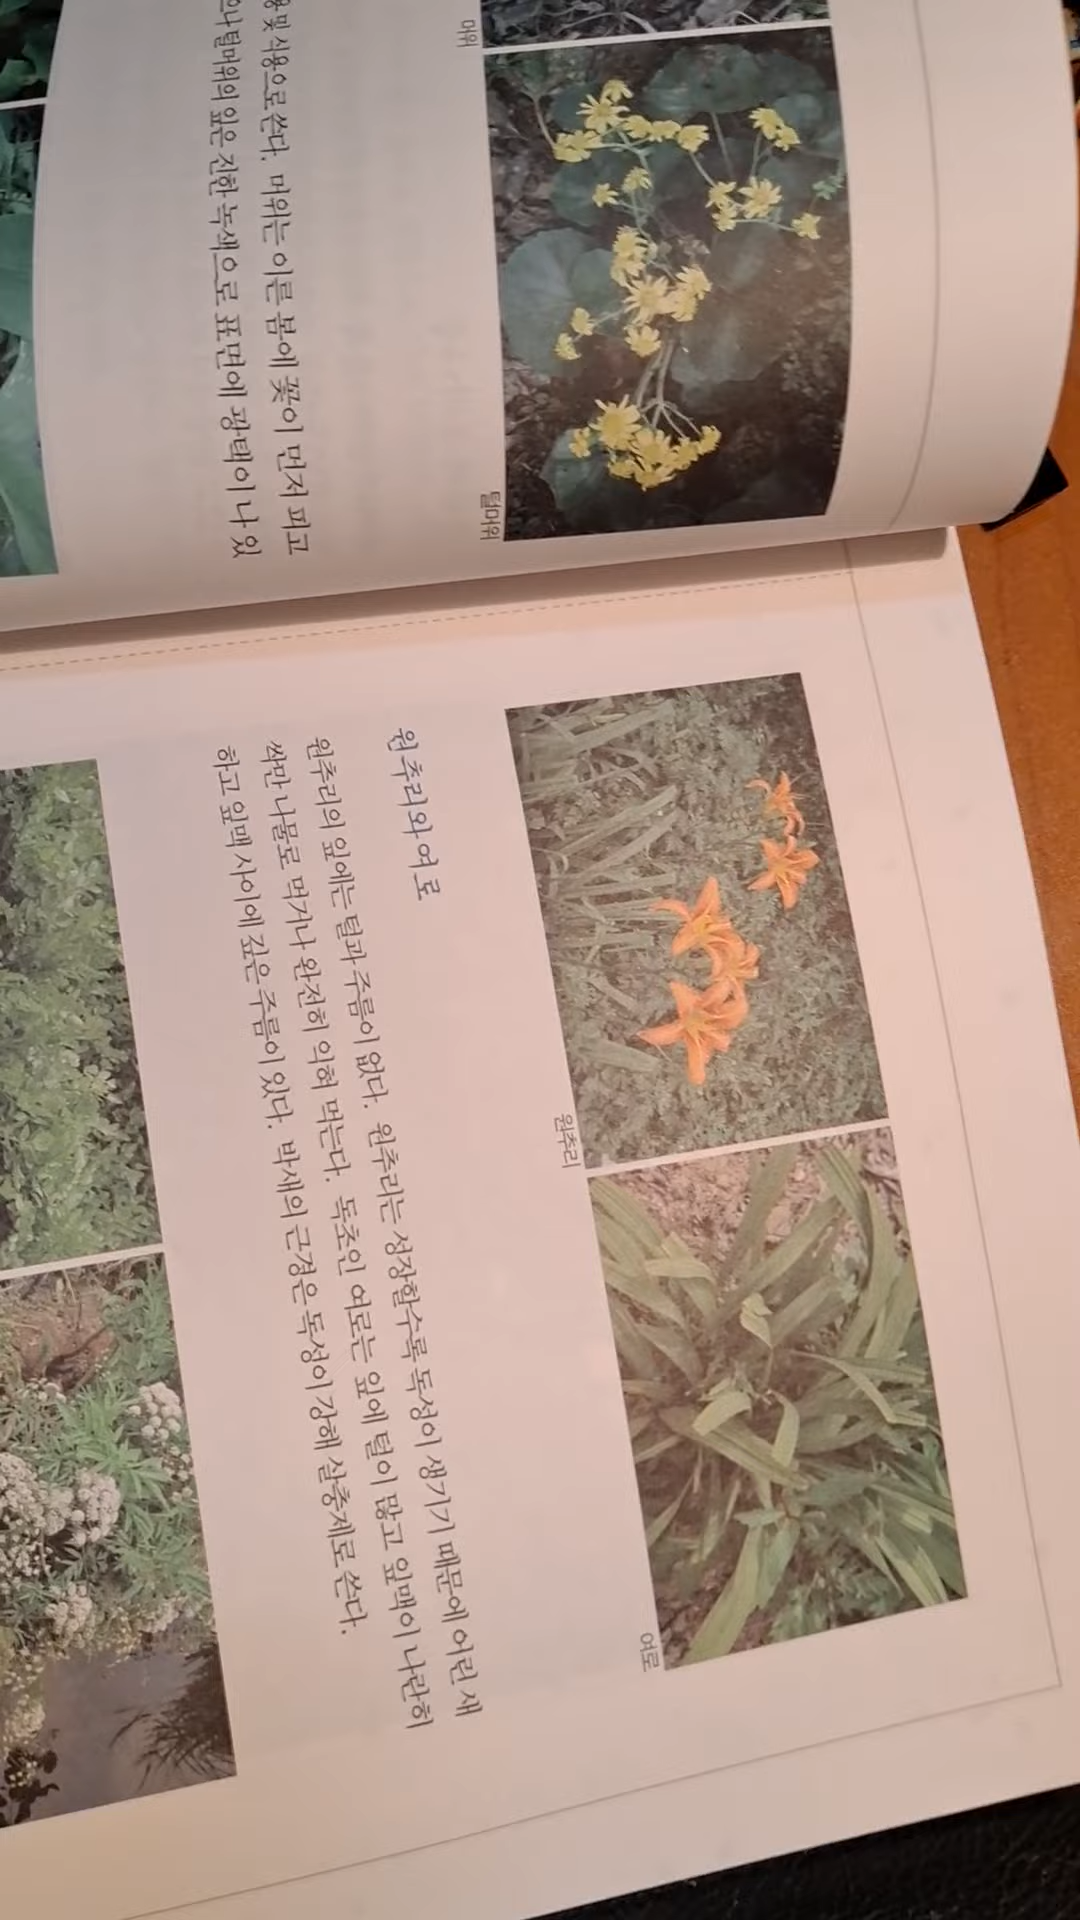 머위
털머위
용 및 식용으로 쓴다. 머위는 이른 봄에 꽃이 먼저 피고
털머위의 잎은 진한 녹색으로 표면에 광택이 나 있
원추리
여로
원추리와 여로
원추리의 잎에는 털과 주름이 없다. 원추리는 성장할수록 독성이 생기기 때문에 어린 새
싹만 나물로 먹거나 완전히 익혀 먹는다. 독초인 여로는 잎에 털이 많고 잎맥이 나란히
하고 잎맥 사이에 깊은 주름이 있다. 박새의 근경은 독성이 강해 살충제로 쓴다.